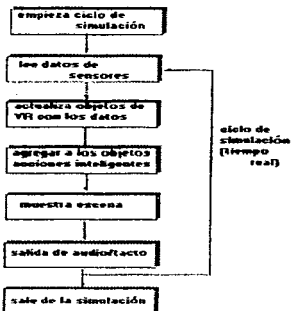 empieza ciclo de
simulación
lee datos de
sensores
actualiza objetos de
VR con los datos
agregar a los objetos
acciones inteligentes
muestra escena
salida de audio/tacto
sale de la simulación
ciclo de
simulación
(tiempo
real)